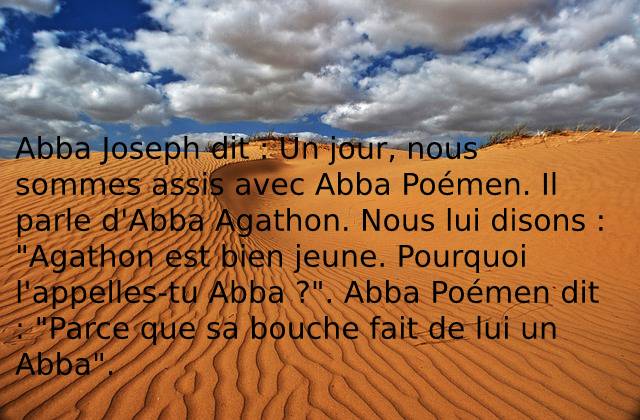 Abba Joseph dit : Un jour, nous
sommes assis avec Abba Poémen. Il
parle d'Abba Agathon. Nous lui disons :
"Agathon est bien jeune. Pourquoi
l'appelles-tu Abba ?". Abba Poémen dit
: "Parce que sa bouche fait de lui un
Abba".